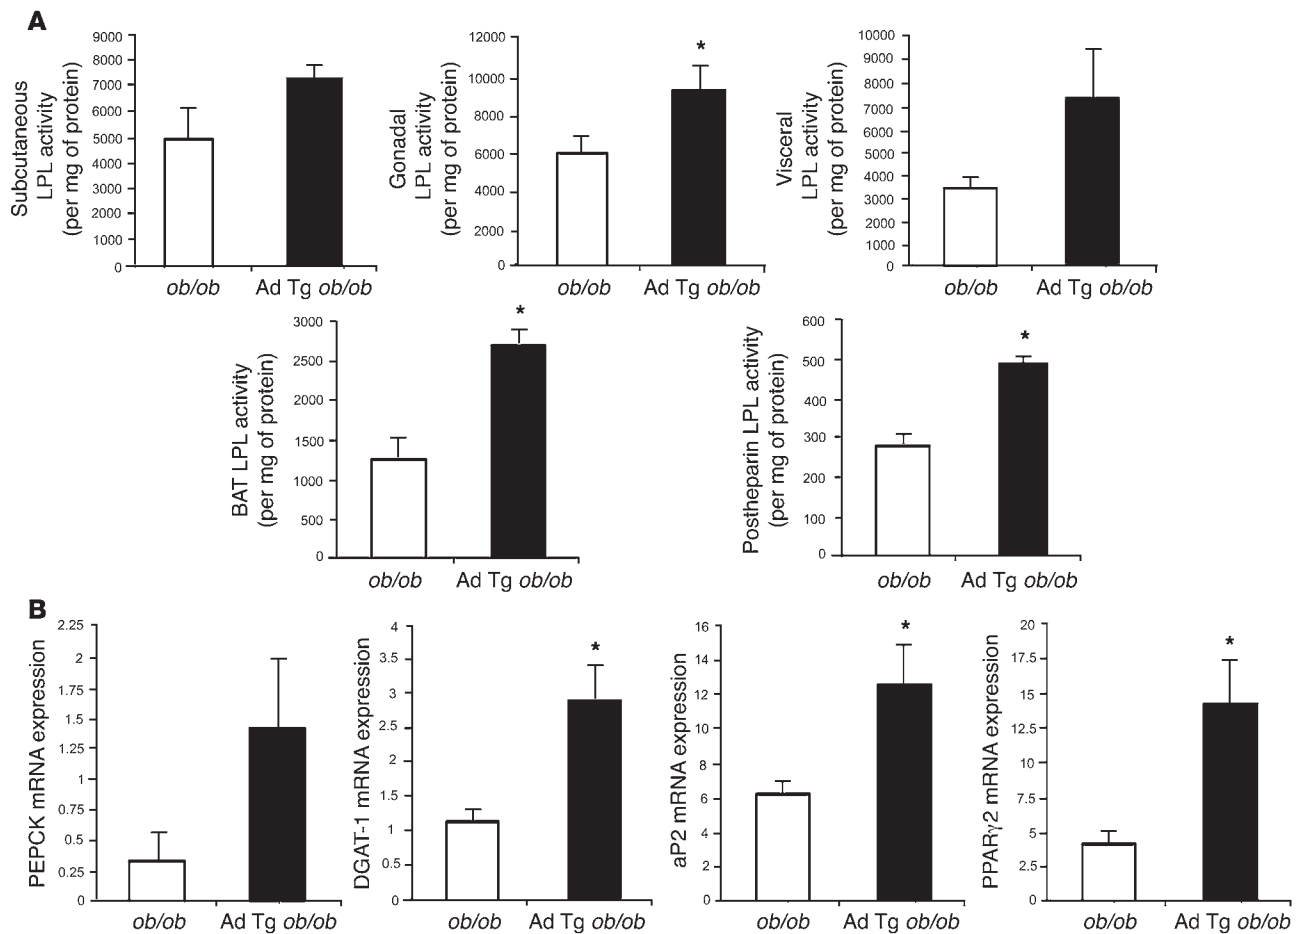 A
Subcutaneous
LPL activity
(per mg of protein)
9000
8000
7000
6000
5000
4000
3000
2000
1000
0
ob/ob
Ad Tg ob/ob
Gonadal
LPL activity
(per mg of protein)
12000
10000
8000
6000
4000
2000
0
*
ob/ob
Ad Tg ob/ob
Visceral
LPL activity
(per mg of protein)
10000
9000
8000
7000
6000
5000
4000
3000
2000
1000
0
ob/ob
Ad Tg ob/ob
BAT LPL activity
(per mg of protein)
3000
2500
2000
1500
1000
500
0
*
ob/ob
Ad Tg ob/ob
Postheparin LPL activity
(per mg of protein)
600
500
400
300
200
100
0
*
ob/ob
Ad Tg ob/ob
B
PEPCK mRNA expression
2.25
2
1.75
1.5
1.25
1
0.75
0.5
0.25
0
ob/ob
Ad Tg ob/ob
DGAT-1 mRNA expression
4
3.5
3
2.5
2
1.5
1
0.5
0
*
ob/ob
Ad Tg ob/ob
aP2 mRNA expression
16
14
12
10
8
6
4
2
0
*
ob/ob
Ad Tg ob/ob
PPARγ2 mRNA expression
20
17.5
15
12.5
10
7.5
5
2.5
0
*
ob/ob
Ad Tg ob/ob